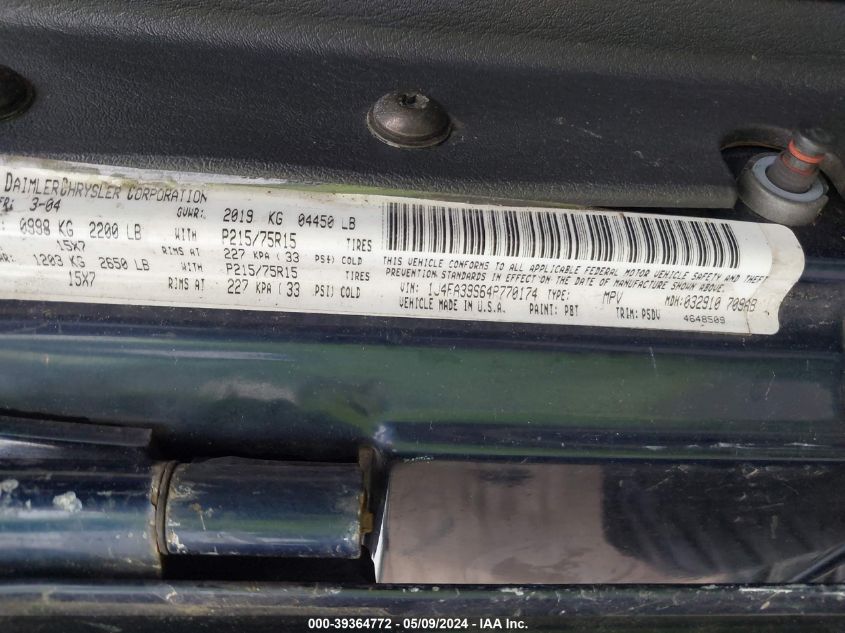 DAIMLERCHRYSLER CORPORATION
3-04 GVWR: 2019 KG 04450 LB
0998 KG 2200 LB WITH P215/75R15 TIRES
15X7 RIMS AT 227 KPA (33 PSI) COLD
1203 KG 2650 LB WITH P215/75R15 TIRES
15X7 RIMS AT 227 KPA (33 PSI) COLD
THIS VEHICLE CONFORMS TO ALL APPLICABLE FEDERAL MOTOR VEHICLE SAFETY AND THEFT
PREVENTION STANDARDS IN EFFECT ON THE DATE OF MANUFACTURE SHOWN ABOVE.
VIN: 1J4FA39S64P770174 TYPE: MPV MDH: 032910 709AB
VEHICLE MADE IN U.S.A. PAINT: PBT TRIM: PSDV 4648509
000-39364772 - 05/09/2024 - IAA Inc.